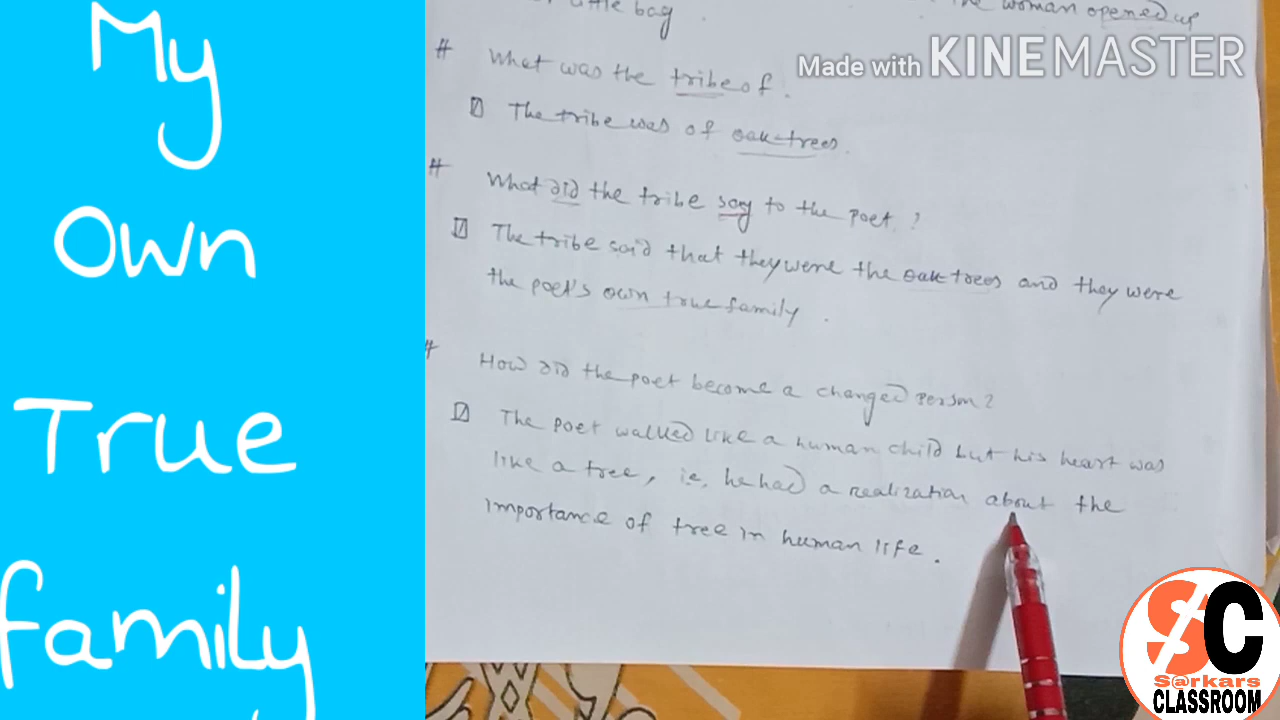 My
Own
True
family
little bag
the woman opened up
Made with KINEMASTER
# What was the tribe of.
The tribe was of oak-trees.
# What did the tribe say to the poet ?
The tribe said that they were the oak trees and they were
the poet's own true family .
# How did the poet become a changed person?
The poet walked like a human child but his heart was
like a tree, i.e, he had a realization about the
importance of tree in human life .
SC
S@rkars
CLASSROOM